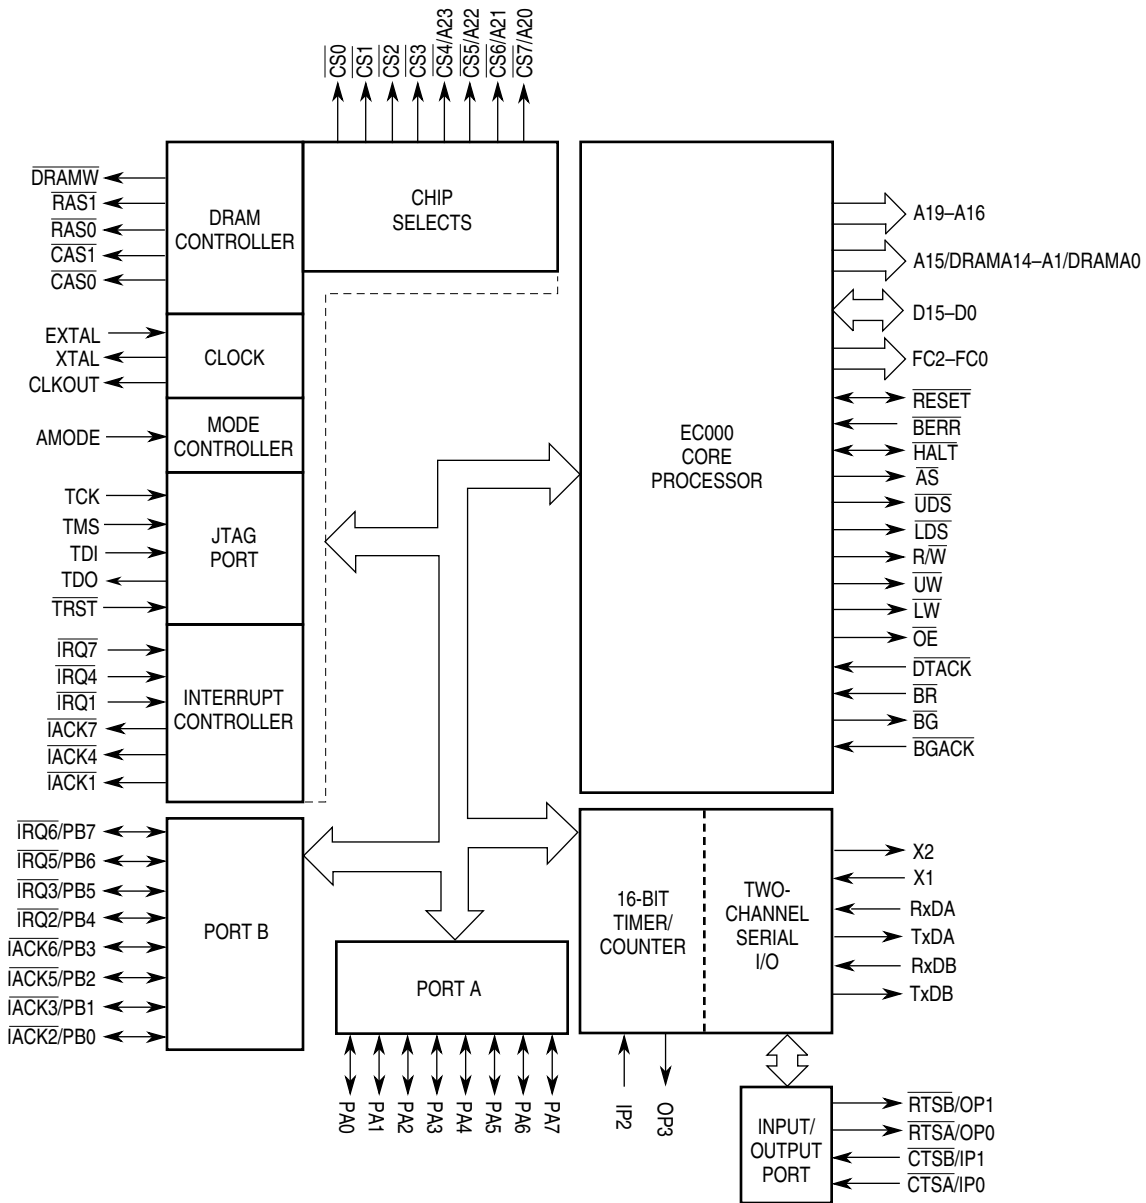 CS0
CS1
CS2
CS3
CS4/A23
CS5/A22
CS6/A21
CS7/A20
DRAMW
RAS1
RAS0
CAS1
CAS0
DRAM
CONTROLLER
CHIP
SELECTS
EXTAL
XTAL
CLKOUT
CLOCK
AMODE
MODE
CONTROLLER
TCK
TMS
TDI
TDO
TRST
JTAG
PORT
IRQ7
IRQ4
IRQ1
IACK7
IACK4
IACK1
INTERRUPT
CONTROLLER
EC000
CORE
PROCESSOR
A19–A16
A15/DRAMA14–A1/DRAMA0
D15–D0
FC2–FC0
RESET
BERR
HALT
AS
UDS
LDS
R/W
UW
LW
OE
DTACK
BR
BG
BGACK
IRQ6/PB7
IRQ5/PB6
IRQ3/PB5
IRQ2/PB4
IACK6/PB3
IACK5/PB2
IACK3/PB1
IACK2/PB0
PORT B
PORT A
PA0
PA1
PA2
PA3
PA4
PA5
PA6
PA7
16-BIT
TIMER/
COUNTER
TWO-
CHANNEL
SERIAL
I/O
X2
X1
RxDA
TxDA
RxDB
TxDB
IP2
OP3
INPUT/
OUTPUT
PORT
RTSB/OP1
RTSA/OP0
CTSB/IP1
CTSA/IP0